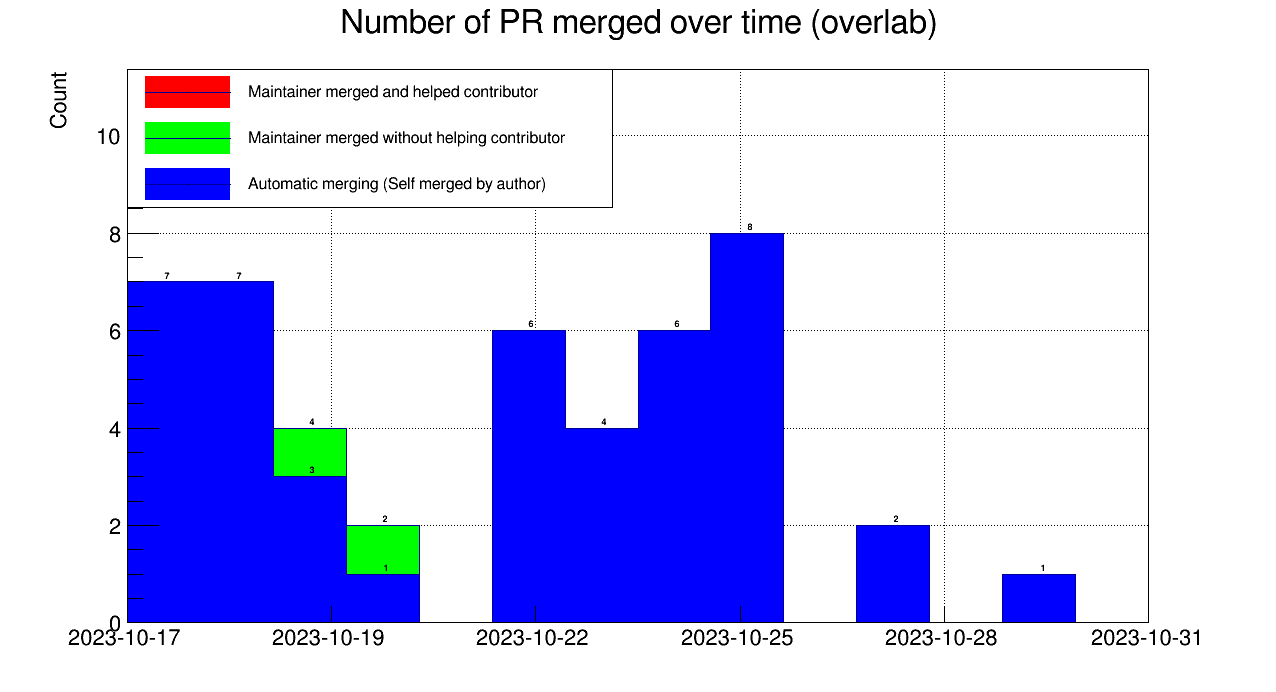 Number of PR merged over time (overlab)
Count
Maintainer merged and helped contributor
Maintainer merged without helping contributor
Automatic merging (Self merged by author)
10
8
6
4
2
0
7 7 4 3 2 1 6 4 6 8 2 1
2023-10-17 2023-10-19 2023-10-22 2023-10-25 2023-10-28 2023-10-31